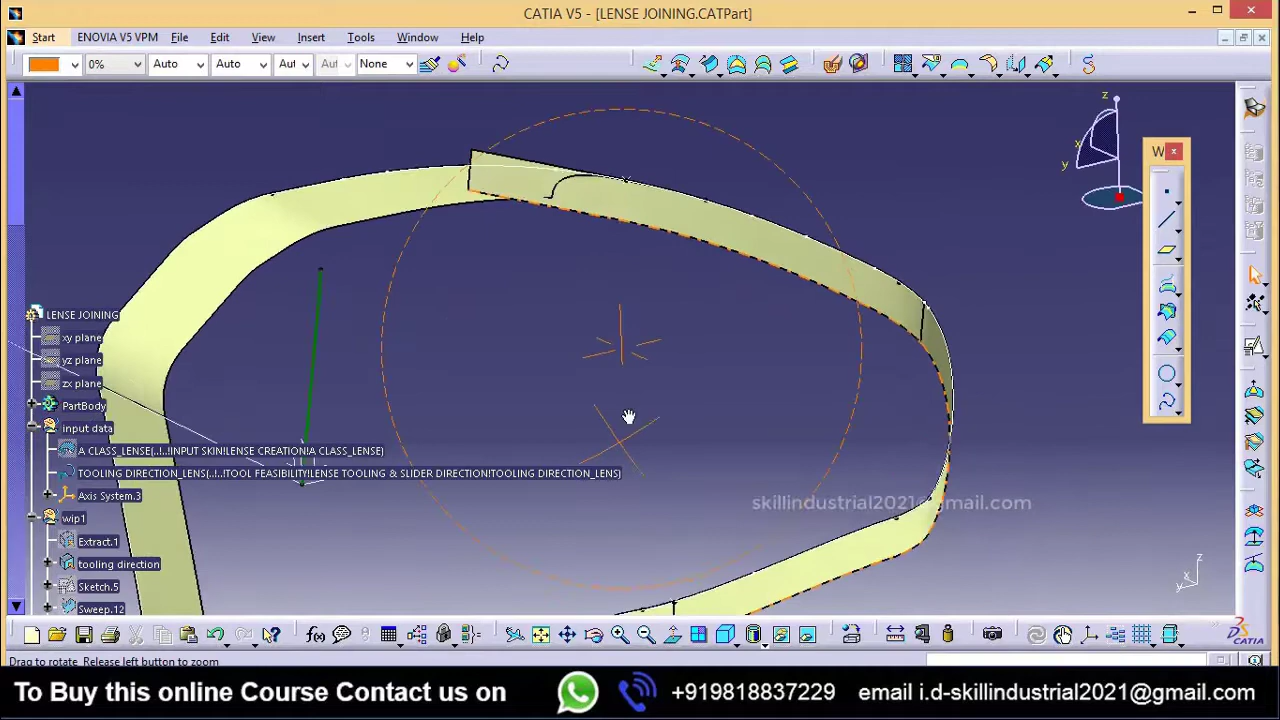 CATIA V5 - [LENSE JOINING.CATPart]
Start ENOVIA V5 VPM File Edit View Insert Tools Window Help
0% Auto Auto Aut Aut None
z
x
y
W...
LENSE JOINING
xy plane
yz plane
zx plane
PartBody
input data
A CLASS_LENSE(..!..!INPUT SKIN!LENSE CREATION!A CLASS_LENSE)
TOOLING DIRECTION_LENS(..!..!TOOL FEASIBILITY!LENSE TOOLING & SLIDER DIRECTION!TOOLING DIRECTION_LENS)
Axis System.3
skillindustrial2021@gmail.com
wip1
Extract.1
tooling direction
Sketch.5
Sweep.12
z
x
y
f(x)
CATIA
Drag to rotate. Release left button to zoom
To Buy this online Course Contact us on +919818837229 email i.d-skillindustrial2021@gmail.com